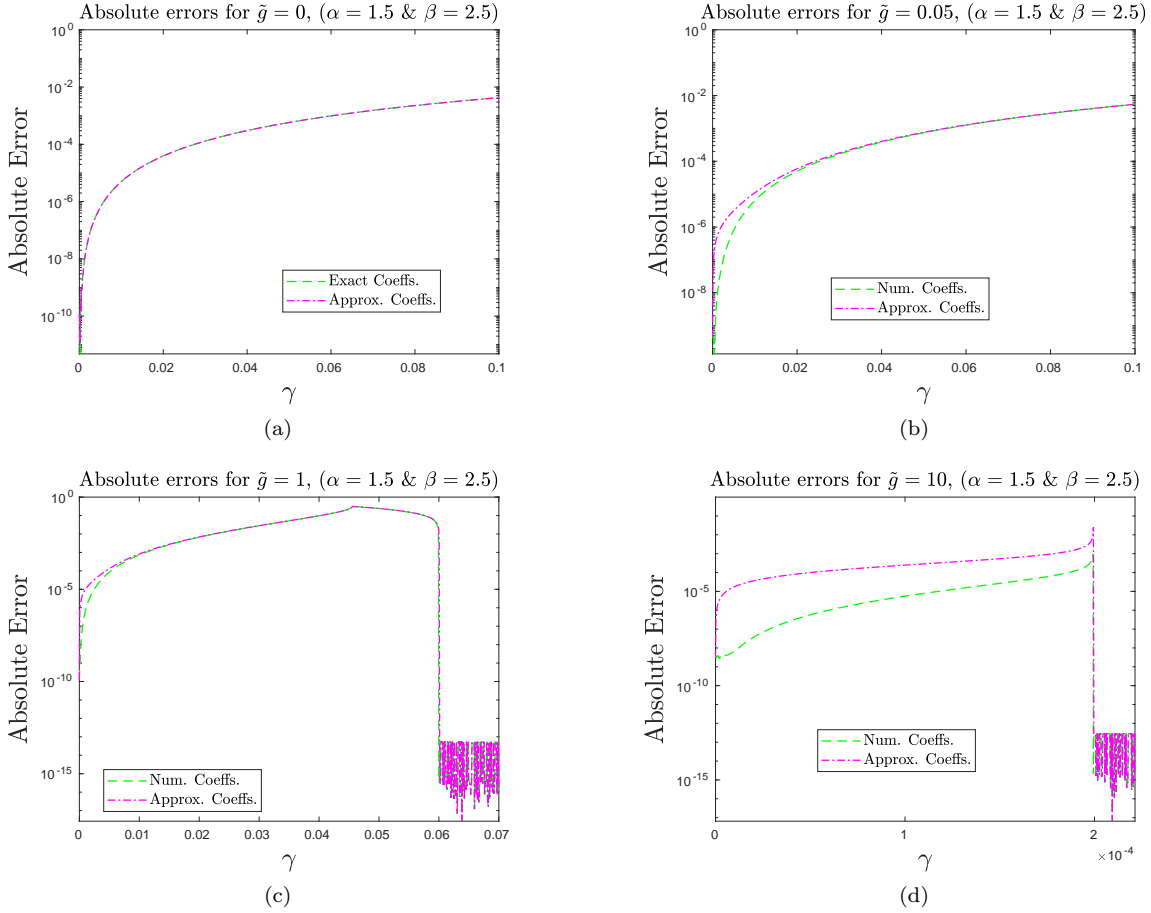 Absolute errors for g̃ = 0, (α = 1.5 & β = 2.5)
Absolute Error
10^0
10^-2
10^-4
10^-6
10^-8
10^-10
Exact Coeffs.
Approx. Coeffs.
0 0.02 0.04 0.06 0.08 0.1
γ
(a)
Absolute errors for g̃ = 0.05, (α = 1.5 & β = 2.5)
Absolute Error
10^0
10^-2
10^-4
10^-6
10^-8
Num. Coeffs.
Approx. Coeffs.
0 0.02 0.04 0.06 0.08 0.1
γ
(b)
Absolute errors for g̃ = 1, (α = 1.5 & β = 2.5)
Absolute Error
10^0
10^-5
10^-10
10^-15
Num. Coeffs.
Approx. Coeffs.
0 0.01 0.02 0.03 0.04 0.05 0.06 0.07
γ
(c)
Absolute errors for g̃ = 10, (α = 1.5 & β = 2.5)
Absolute Error
10^-5
10^-10
10^-15
Num. Coeffs.
Approx. Coeffs.
0 1 2
×10^-4
γ
(d)